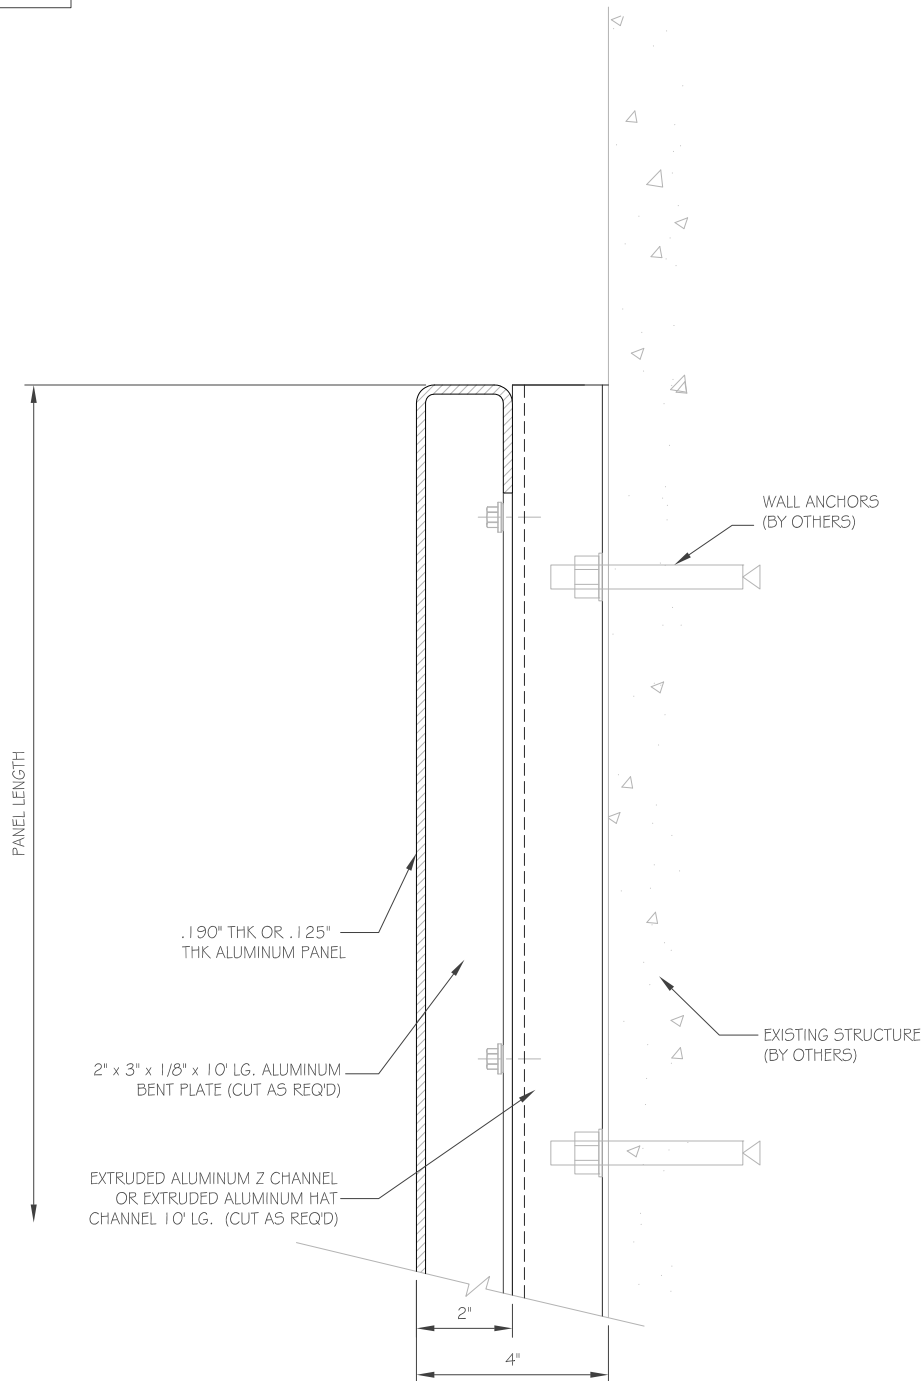 WALL ANCHORS
(BY OTHERS)
PANEL LENGTH
.190" THK OR .125"
THK ALUMINUM PANEL
EXISTING STRUCTURE
(BY OTHERS)
2" x 3" x 1/8" x 10' LG. ALUMINUM
BENT PLATE (CUT AS REQ'D)
EXTRUDED ALUMINUM Z CHANNEL
OR EXTRUDED ALUMINUM HAT
CHANNEL 10' LG. (CUT AS REQ'D)
2"
4"